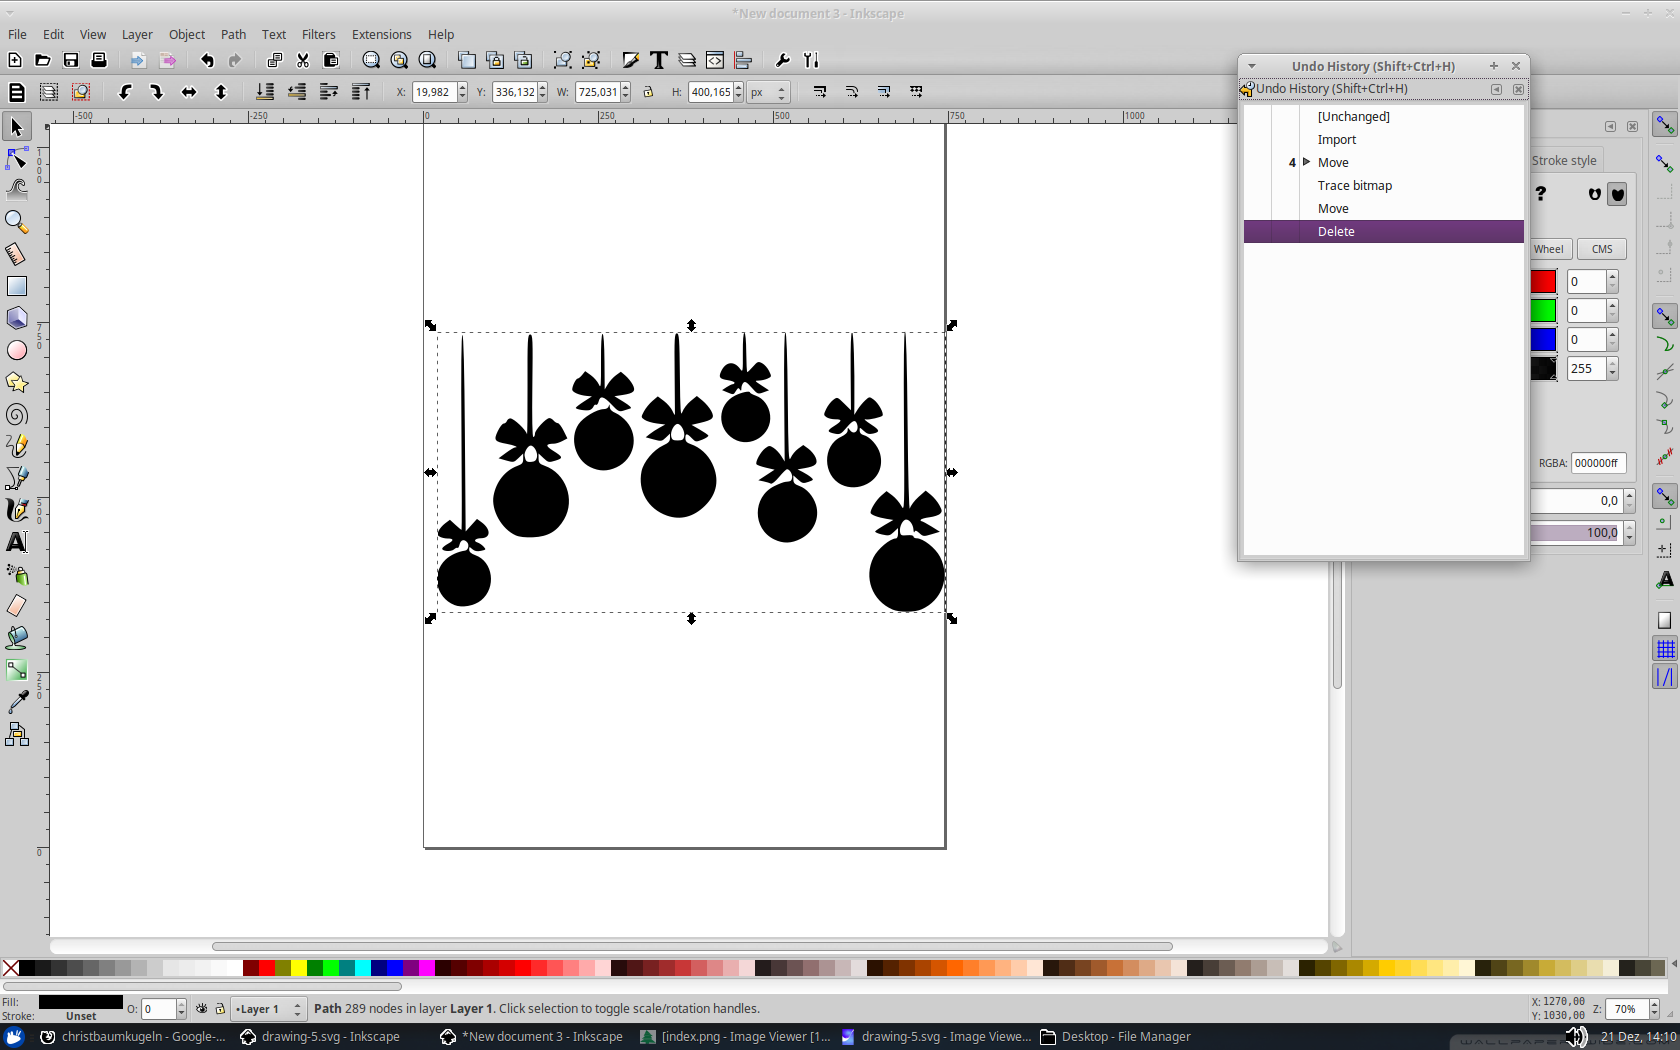 *New document 3 - Inkscape
File Edit View Layer Object Path Text Filters Extensions Help
X: 19,982 Y: 336,132 W: 725,031 H: 400,165 px
Undo History (Shift+Ctrl+H)
Undo History (Shift+Ctrl+H)
[Unchanged]
Import
4 Move
Trace bitmap
Move
Delete
Stroke style
?
Wheel CMS
0
0
0
255
RGBA: 000000ff
0,0
100,0
-500 -250 0 250 500 750 1000
1000
750
500
250
0
Fill:
Stroke: Unset
O: 0
•Layer 1
Path 289 nodes in layer Layer 1. Click selection to toggle scale/rotation handles.
X: 1270,00
Y: 1030,00
Z: 70%
christbaumkugeln - Google-... drawing-5.svg - Inkscape *New document 3 - Inkscape [index.png - Image Viewer [1... drawing-5.svg - Image Viewe... Desktop - File Manager 21 Dez, 14:10